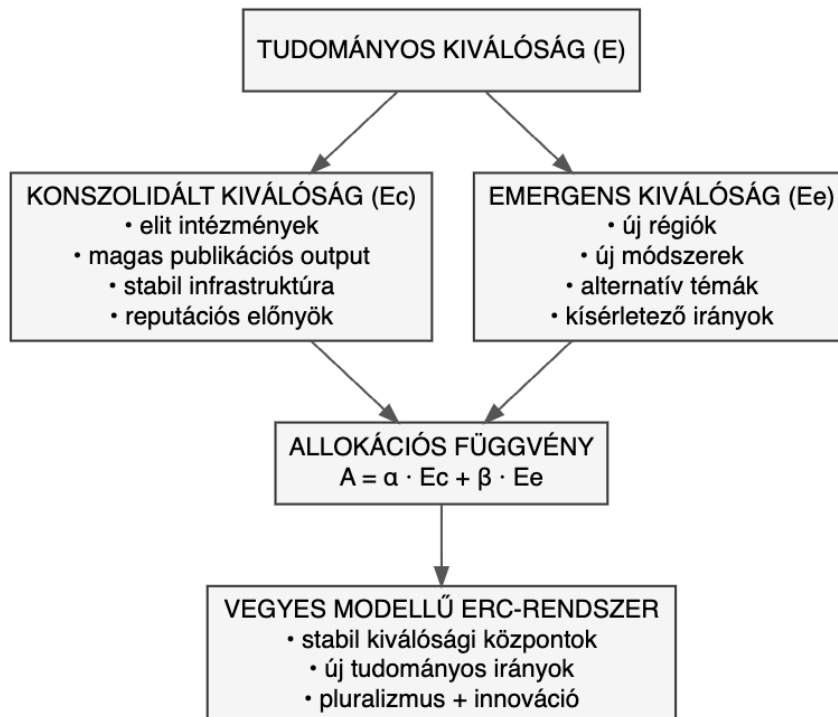 TUDOMÁNYOS KIVÁLÓSÁG (E)
KONSZOLIDÁLT KIVÁLÓSÁG (Ec)
• elit intézmények
• magas publikációs output
• stabil infrastruktúra
• reputációs előnyök
EMERGENS KIVÁLÓSÁG (Ee)
• új régiók
• új módszerek
• alternatív témák
• kísérletező irányok
ALLOKÁCIÓS FÜGGVÉNY
A = α · Ec + β · Ee
VEGYES MODELLŰ ERC-RENDSZER
• stabil kiválósági központok
• új tudományos irányok
• pluralizmus + innováció